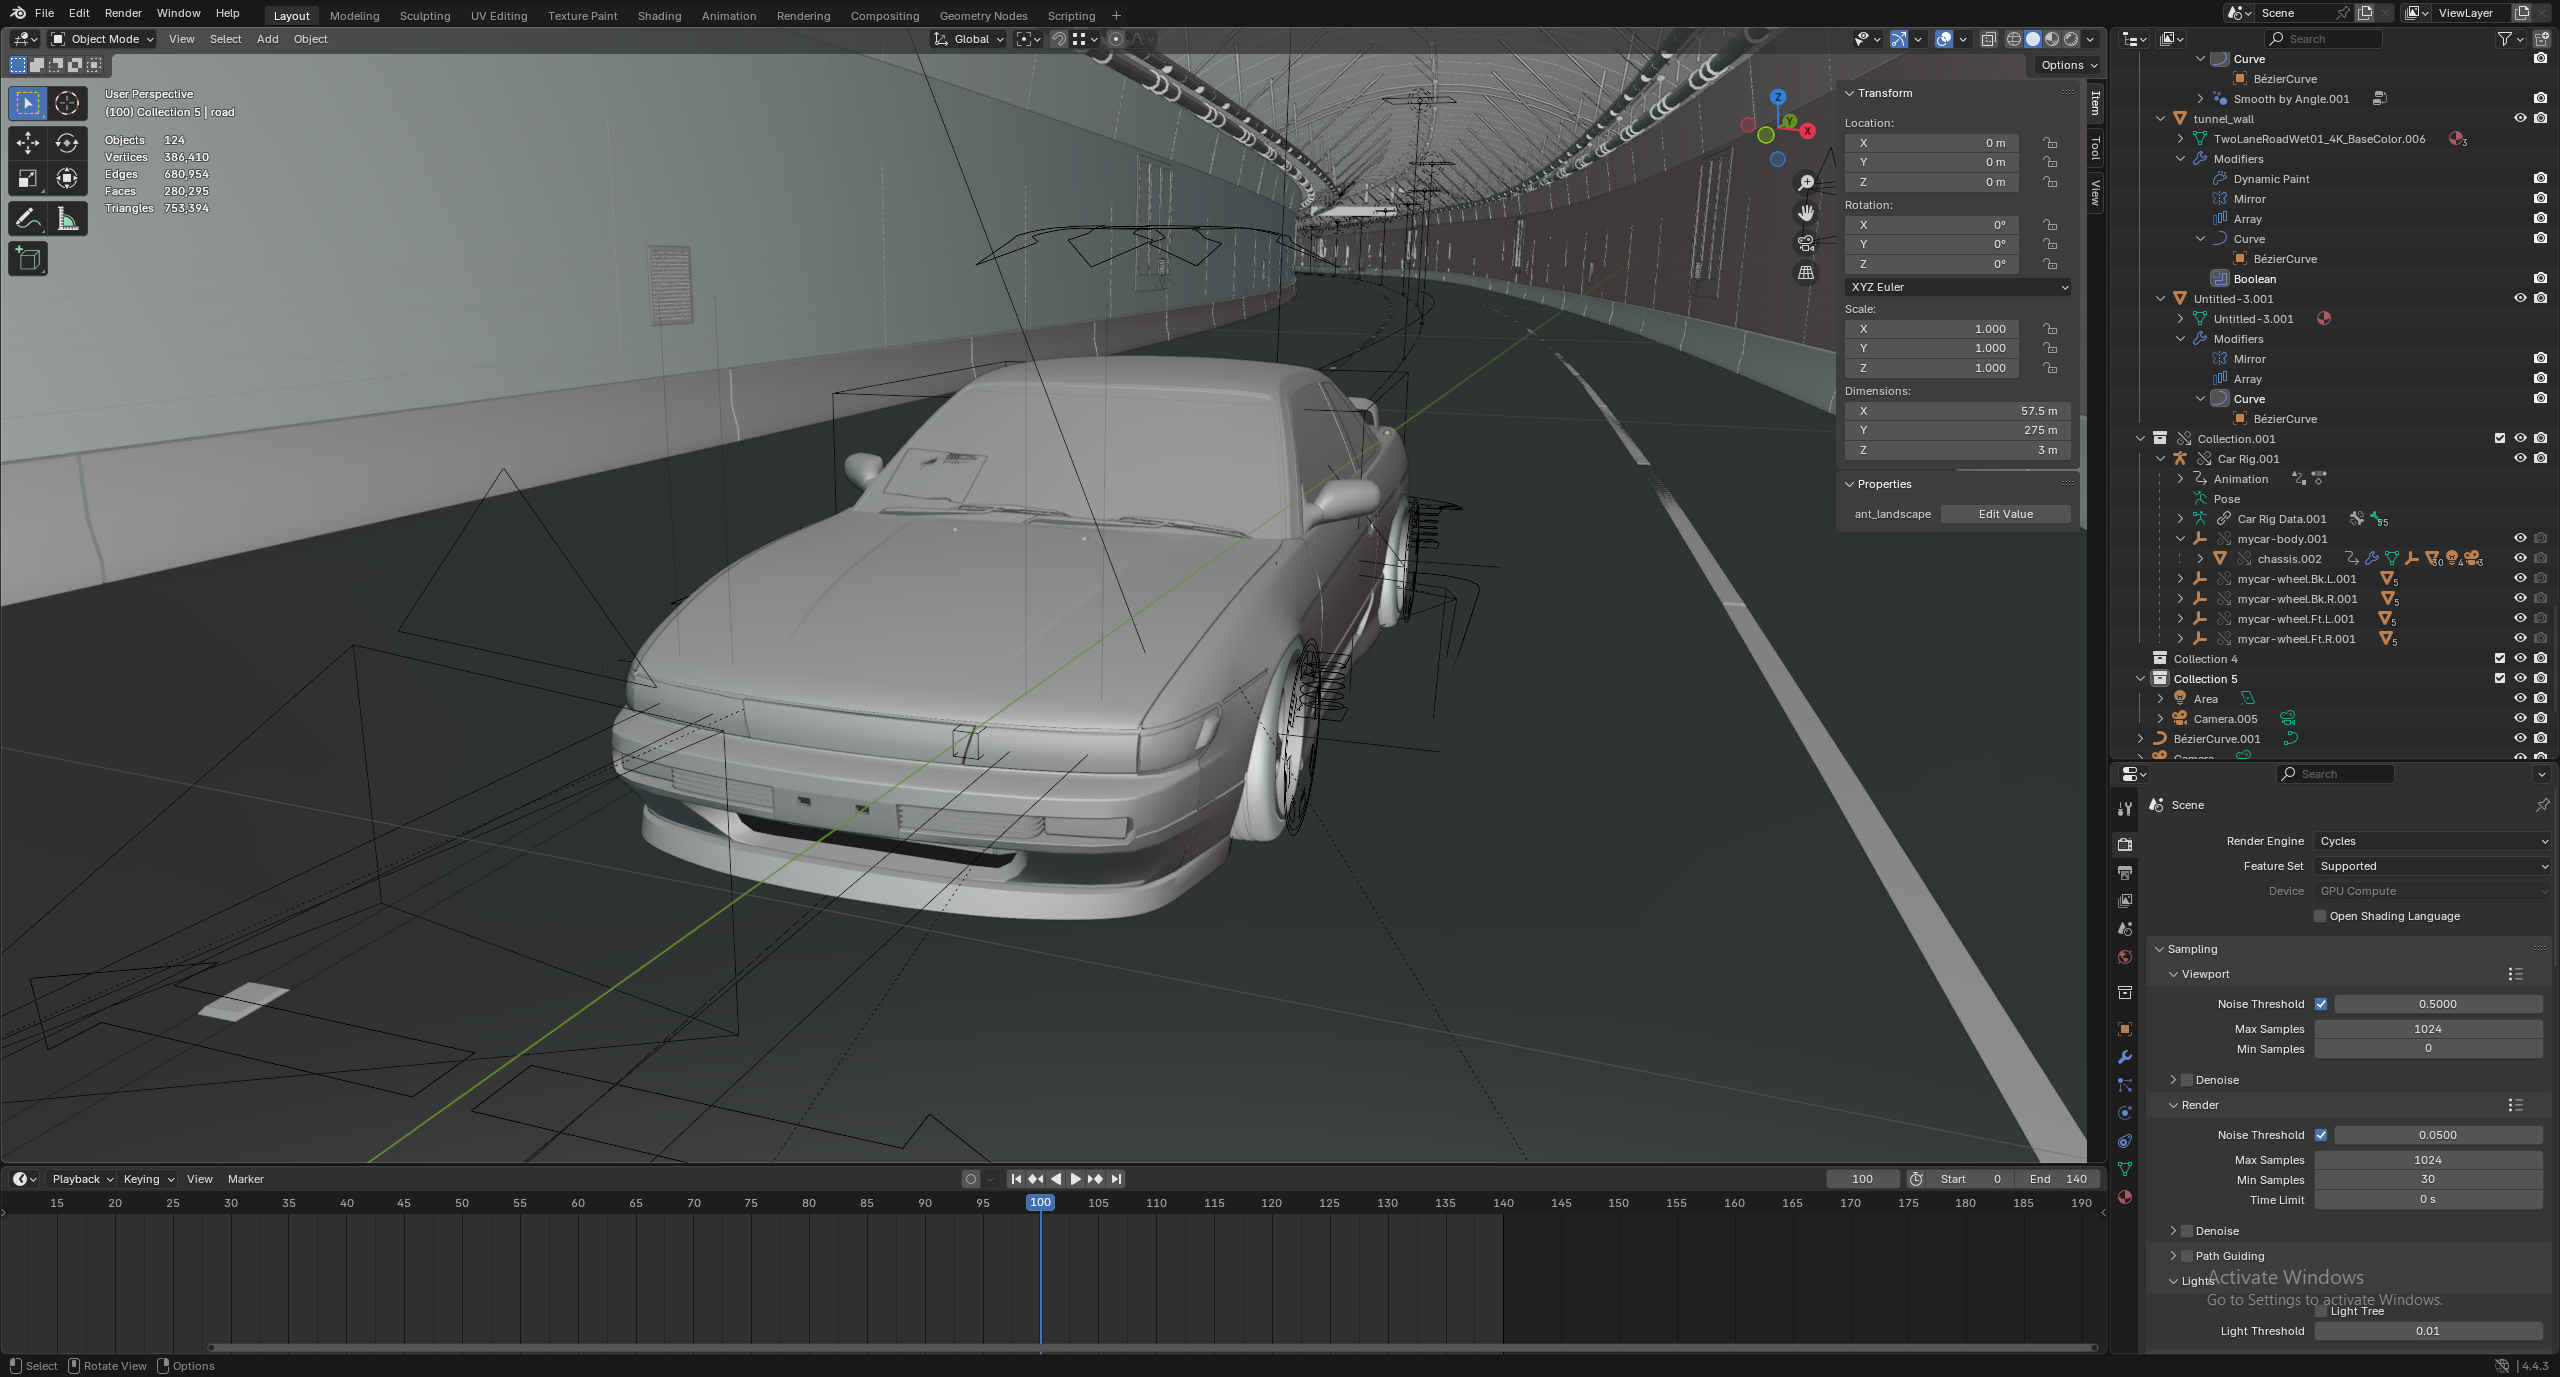 File Edit Render Window Help Layout Modeling Sculpting UV Editing Texture Paint Shading Animation Rendering Compositing Geometry Nodes Scripting +
Scene ViewLayer
Object Mode View Select Add Object Global
Search
Options
User Perspective
(100) Collection 5 | road
Objects 124
Vertices 386,410
Edges 680,954
Faces 280,295
Triangles 753,394
Z
Y
X
Transform
Location:
X 0 m
Y 0 m
Z 0 m
Rotation:
X 0°
Y 0°
Z 0°
XYZ Euler
Scale:
X 1.000
Y 1.000
Z 1.000
Dimensions:
X 57.5 m
Y 275 m
Z 3 m
Properties
ant_landscape Edit Value
Item
Tool
View
Curve
BézierCurve
Smooth by Angle.001
tunnel_wall
TwoLaneRoadWet01_4K_BaseColor.006 3
Modifiers
Dynamic Paint
Mirror
Array
Curve
BézierCurve
Boolean
Untitled-3.001
Untitled-3.001
Modifiers
Mirror
Array
Curve
BézierCurve
Collection.001
Car Rig.001
Animation
Pose
Car Rig Data.001 55
mycar-body.001
chassis.002 30 4 3
mycar-wheel.Bk.L.001 5
mycar-wheel.Bk.R.001 5
mycar-wheel.Ft.L.001 5
mycar-wheel.Ft.R.001 5
Collection 4
Collection 5
Area
Camera.005
BézierCurve.001
Camera
Search
Scene
Render Engine Cycles
Feature Set Supported
Device GPU Compute
Open Shading Language
Sampling
Viewport
Noise Threshold 0.5000
Max Samples 1024
Min Samples 0
Denoise
Render
Noise Threshold 0.0500
Max Samples 1024
Min Samples 30
Time Limit 0 s
Denoise
Path Guiding
Lights
Activate Windows
Go to Settings to activate Windows.
Light Tree
Light Threshold 0.01
Playback Keying View Marker 100 Start 0 End 140
15 20 25 30 35 40 45 50 55 60 65 70 75 80 85 90 95 100 105 110 115 120 125 130 135 140 145 150 155 160 165 170 175 180 185 190
Select Rotate View Options 4.4.3